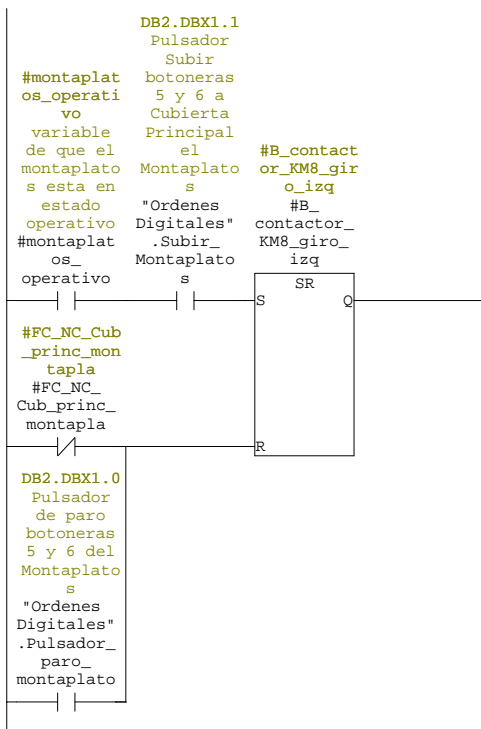 DB2.DBX1.1
Pulsador
Subir
botoneras
5 y 6 a
Cubierta
Principal
el
Montaplato
s
"Ordenes
Digitales"
.Subir_
Montaplato
s
#montaplat
os_operati
vo
variable
de que el
montaplato
s esta en
estado
operativo
#montaplat
os_
operativo
#B_contact
or_KM8_gir
o_izq
#B_
contactor_
KM8_giro_
izq
SR
S
Q
R
#FC_NC_Cub
_princ_mon
tapla
#FC_NC_
Cub_princ_
montapla
DB2.DBX1.0
Pulsador
de paro
botoneras
5 y 6 del
Montaplato
s
"Ordenes
Digitales"
.Pulsador_
paro_
montaplato